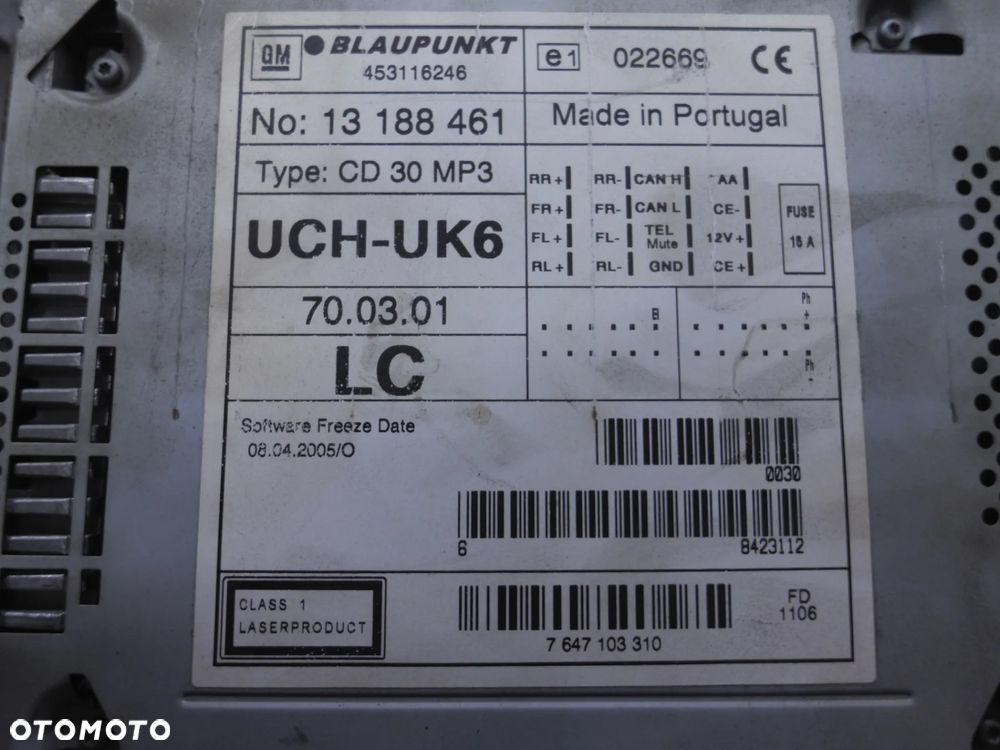 GM BLAUPUNKT
453116246
e1 022669 CE
No: 13 188 461
Made in Portugal
Type: CD 30 MP3
UCH-UK6
70.03.01
LC
RR+ RR- CAN H AA
FR+ FR- CAN L CE-
FL+ FL- TEL Mute 12V+
RL+ RL- GND CE+
FUSE
15 A
B
Ph
+
Ph
-
Software Freeze Date
08.04.2005/O
0030
6 8423112
CLASS 1
LASERPRODUCT
7 647 103 310
FD
1106
OTOMOTO